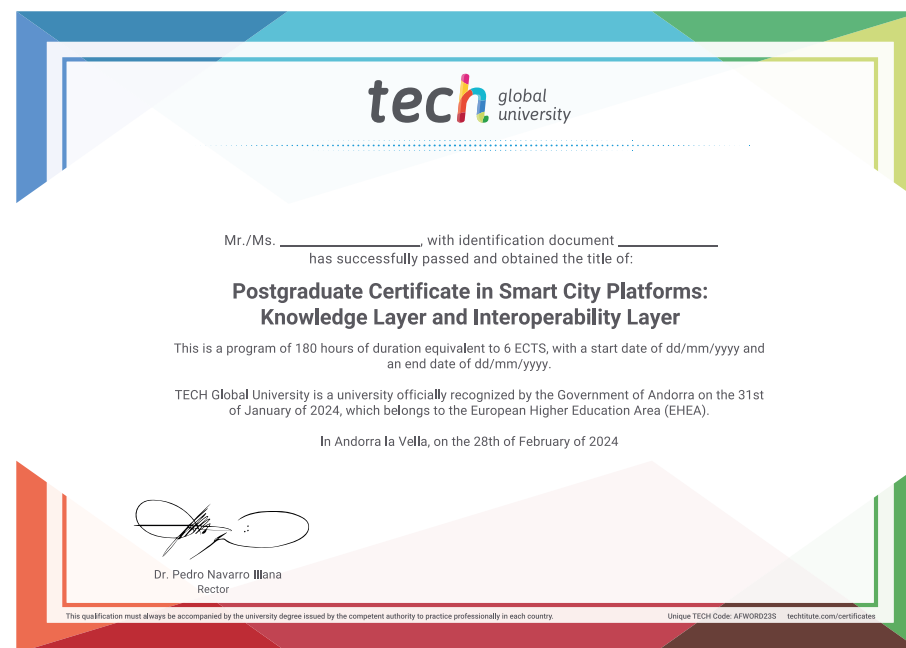 tech global
university
Mr./Ms. ____________, with identification document ____________
has successfully passed and obtained the title of:
Postgraduate Certificate in Smart City Platforms:
Knowledge Layer and Interoperability Layer
This is a program of 180 hours of duration equivalent to 6 ECTS, with a start date of dd/mm/yyyy and
an end date of dd/mm/yyyy.
TECH Global University is a university officially recognized by the Government of Andorra on the 31st
of January of 2024, which belongs to the European Higher Education Area (EHEA).
In Andorra la Vella, on the 28th of February of 2024
Dr. Pedro Navarro Illana
Rector
This qualification must always be accompanied by the university degree issued by the competent authority to practice professionally in each country.
Unique TECH Code: AFWORD23S techtitute.com/certificates